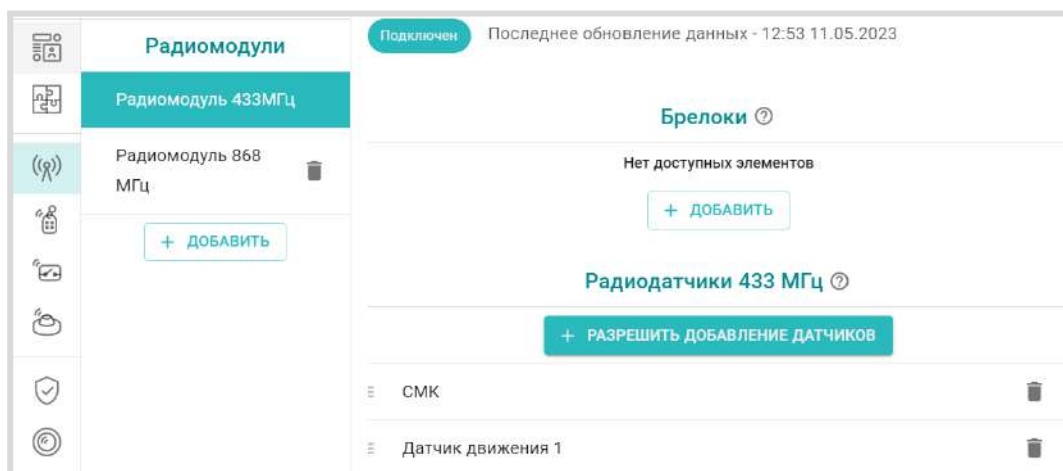 Радиомодули
Радиомодуль 433МГц
Радиомодуль 868
МГц
+ ДОБАВИТЬ
Подключен
Последнее обновление данных - 12:53 11.05.2023
Брелоки
Нет доступных элементов
+ ДОБАВИТЬ
Радиодатчики 433 МГц
+ РАЗРЕШИТЬ ДОБАВЛЕНИЕ ДАТЧИКОВ
СМК
Датчик движения 1